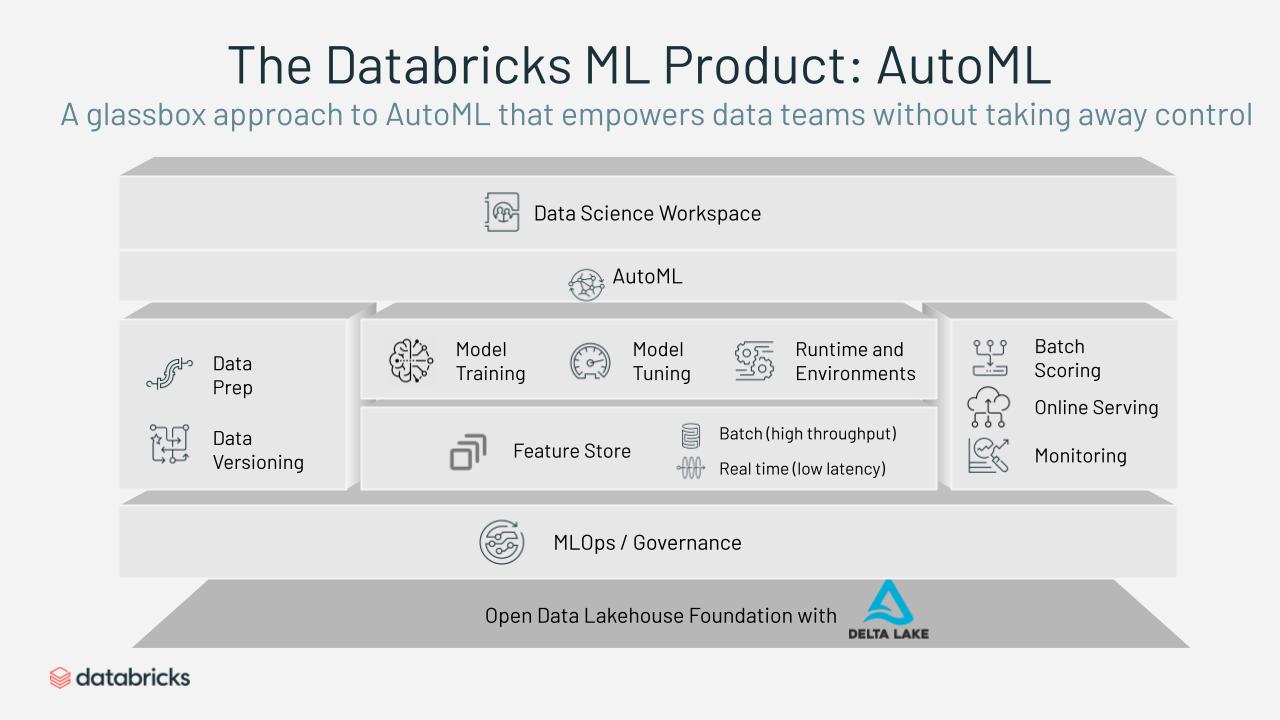 The Databricks ML Product: AutoML
A glassbox approach to AutoML that empowers data teams without taking away control
Data Science Workspace
AutoML
Data
Prep
Data
Versioning
Model
Training
Model
Tuning
Runtime and
Environments
Feature Store
Batch (high throughput)
Real time (low latency)
Batch
Scoring
Online Serving
Monitoring
MLOps / Governance
Open Data Lakehouse Foundation with
DELTA LAKE
databricks